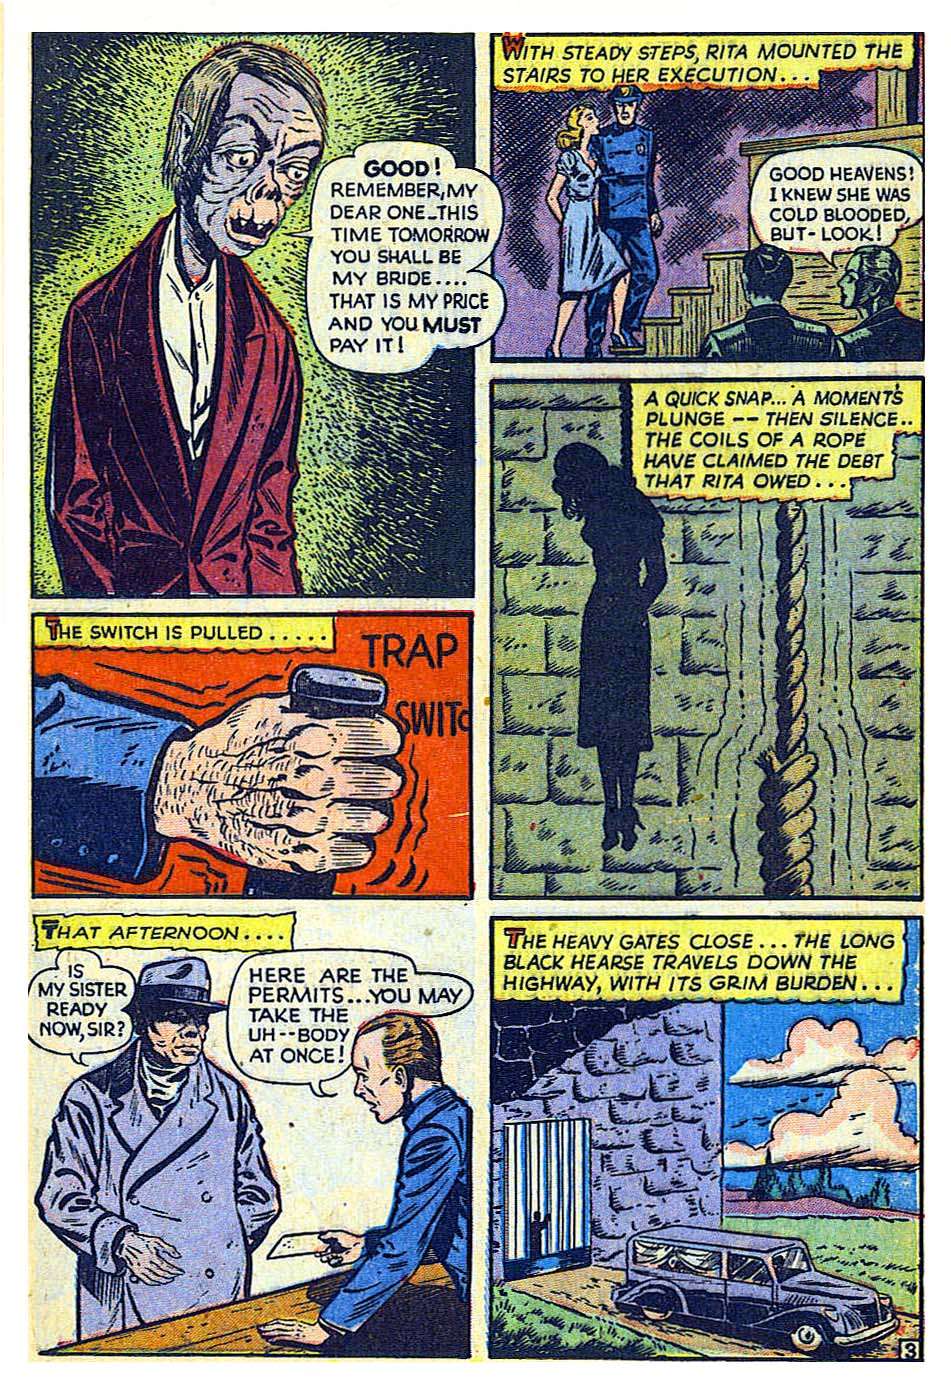 GOOD!
REMEMBER, MY
DEAR ONE--THIS
TIME TOMORROW
YOU SHALL BE
MY BRIDE....
THAT IS MY PRICE
AND YOU MUST
PAY IT!
WITH STEADY STEPS, RITA MOUNTED THE
STAIRS TO HER EXECUTION...
GOOD HEAVENS!
I KNEW SHE WAS
COLD BLOODED,
BUT-LOOK!
THE SWITCH IS PULLED.....
TRAP
SWITC
A QUICK SNAP... A MOMENT'S
PLUNGE -- THEN SILENCE..
THE COILS OF A ROPE
HAVE CLAIMED THE DEBT
THAT RITA OWED...
THAT AFTERNOON....
IS
MY SISTER
READY
NOW, SIR?
HERE ARE THE
PERMITS...YOU MAY
TAKE THE
UH--BODY
AT ONCE!
THE HEAVY GATES CLOSE... THE LONG
BLACK HEARSE TRAVELS DOWN THE
HIGHWAY, WITH ITS GRIM BURDEN...
3